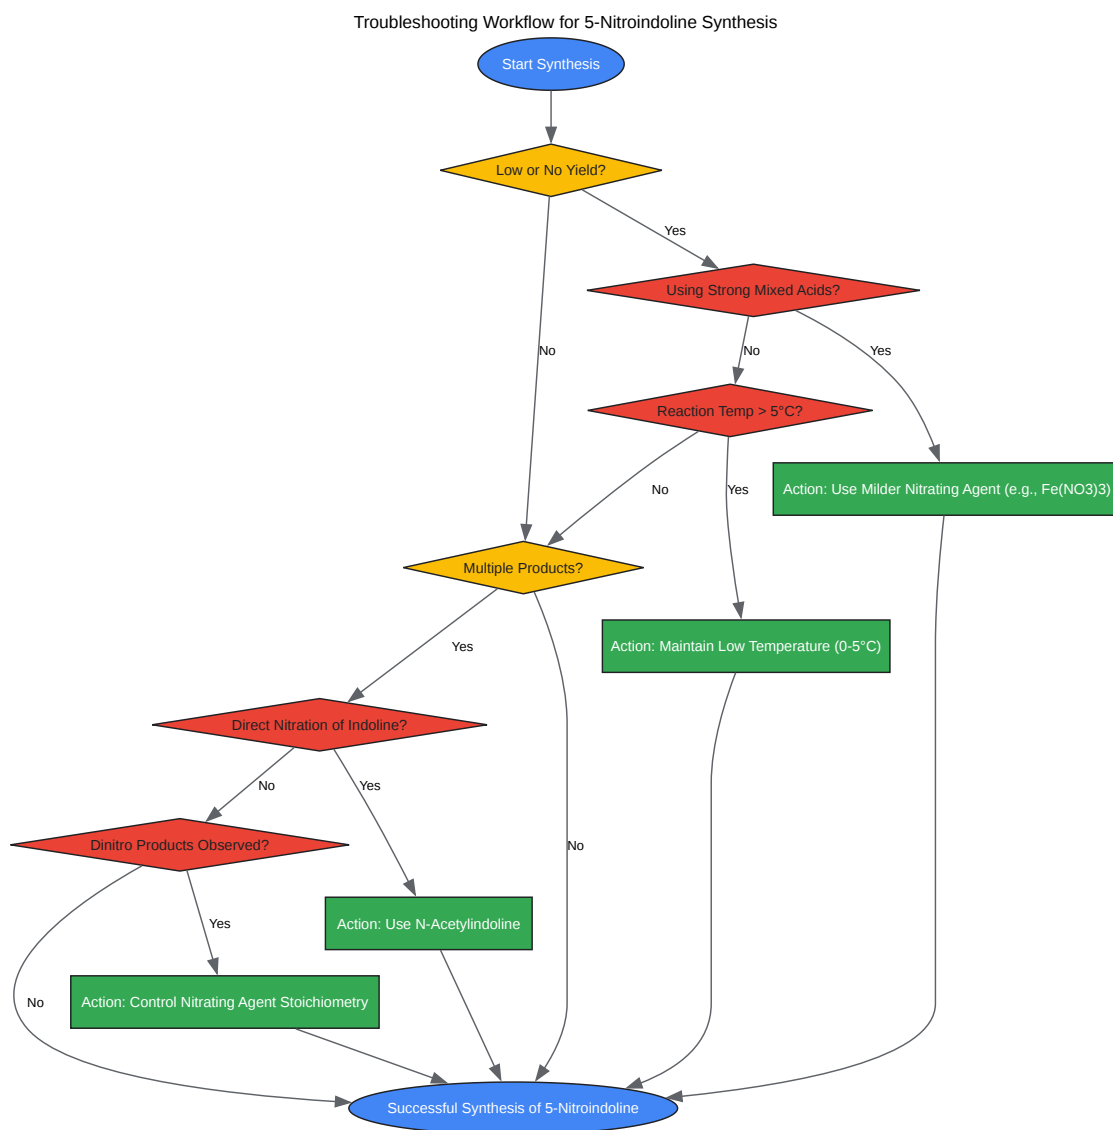 Troubleshooting Workflow for 5-Nitroindoline Synthesis
Start Synthesis
Low or No Yield?
Yes
Using Strong Mixed Acids?
No
No
Yes
Reaction Temp > 5°C?
Action: Use Milder Nitrating Agent (e.g., Fe(NO3)3)
No
Yes
Multiple Products?
Yes
Action: Maintain Low Temperature (0-5°C)
Direct Nitration of Indoline?
No
Yes
Dinitro Products Observed?
No
Yes
Action: Use N-Acetylindoline
No
Action: Control Nitrating Agent Stoichiometry
Successful Synthesis of 5-Nitroindoline